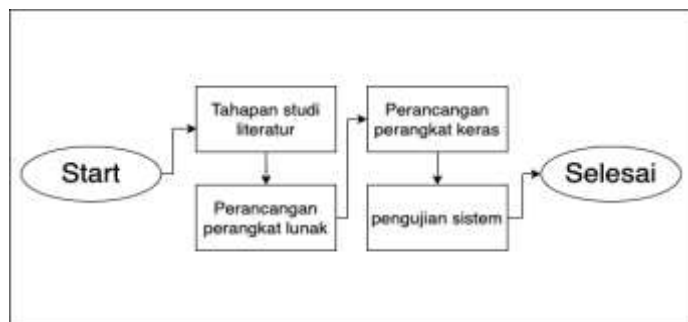 Start
Tahapan studi
literatur
Perancangan
perangkat lunak
Perancangan
perangkat keras
pengujian sistem
Selesai